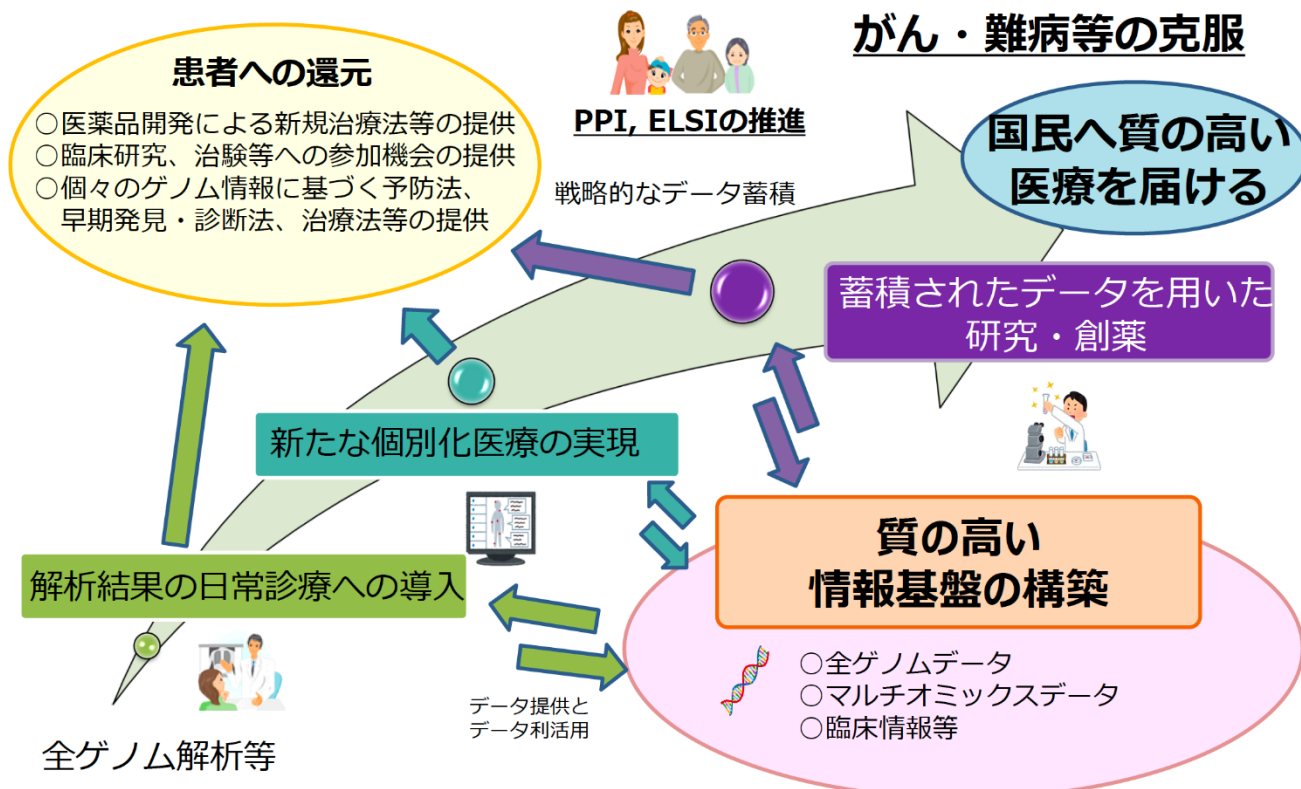 がん・難病等の克服
患者への還元
○医薬品開発による新規治療法等の提供
○臨床研究、治験等への参加機会の提供
○個々のゲノム情報に基づく予防法、
早期発見・診断法、治療法等の提供
PPI, ELSIの推進
国民へ質の高い
医療を届ける
戦略的なデータ蓄積
蓄積されたデータを用いた
研究・創薬
新たな個別化医療の実現
質の高い
情報基盤の構築
解析結果の日常診療への導入
○全ゲノムデータ
○マルチオミックスデータ
○臨床情報等
データ提供と
データ利活用
全ゲノム解析等